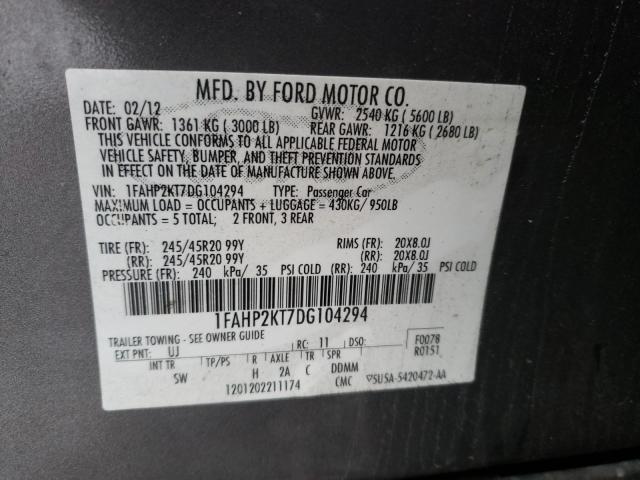 MFD. BY FORD MOTOR CO.
DATE: 02/12 GVWR: 2540 KG ( 5600 LB)
FRONT GAWR: 1361 KG ( 3000 LB) REAR GAWR: 1216 KG ( 2680 LB)
THIS VEHICLE CONFORMS TO ALL APPLICABLE FEDERAL MOTOR
VEHICLE SAFETY, BUMPER, AND THEFT PREVENTION STANDARDS
IN EFFECT ON THE DATE OF MANUFACTURE SHOWN ABOVE.
VIN: 1FAHP2KT7DG104294 TYPE: Passenger Car
MAXIMUM LOAD = OCCUPANTS + LUGGAGE = 430KG/ 950LB
OCCUPANTS = 5 TOTAL; 2 FRONT, 3 REAR
TIRE (FR): 245/45R20 99Y RIMS (FR): 20X8.0J
(RR): 245/45R20 99Y (RR): 20X8.0J
PRESSURE (FR): 240 kPa/ 35 PSI COLD (RR): 240 kPa/ 35 PSI COLD
1FAHP2KT7DG104294
TRAILER TOWING - SEE OWNER GUIDE
EXT PNT: UJ RC: 11 DSO: F0078
R0151
INT TR TP/PS R AXLE TR SPR
SW H 2A C DDMM
1201202211174 CMC ▽5U5A-5420472-AA